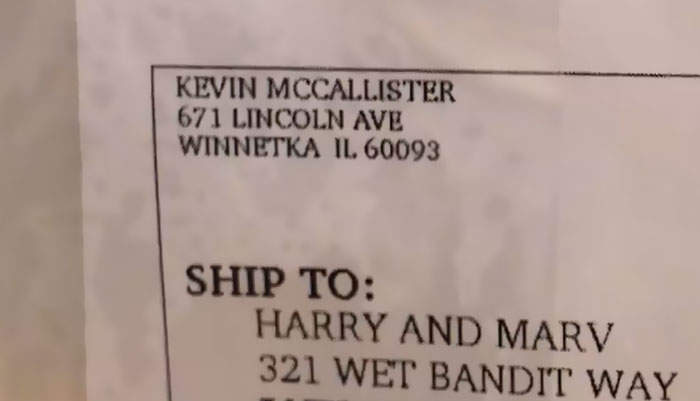 KEVIN MCCALLISTER
671 LINCOLN AVE
WINNETKA IL 60093
SHIP TO:
HARRY AND MARV
321 WET BANDIT WAY